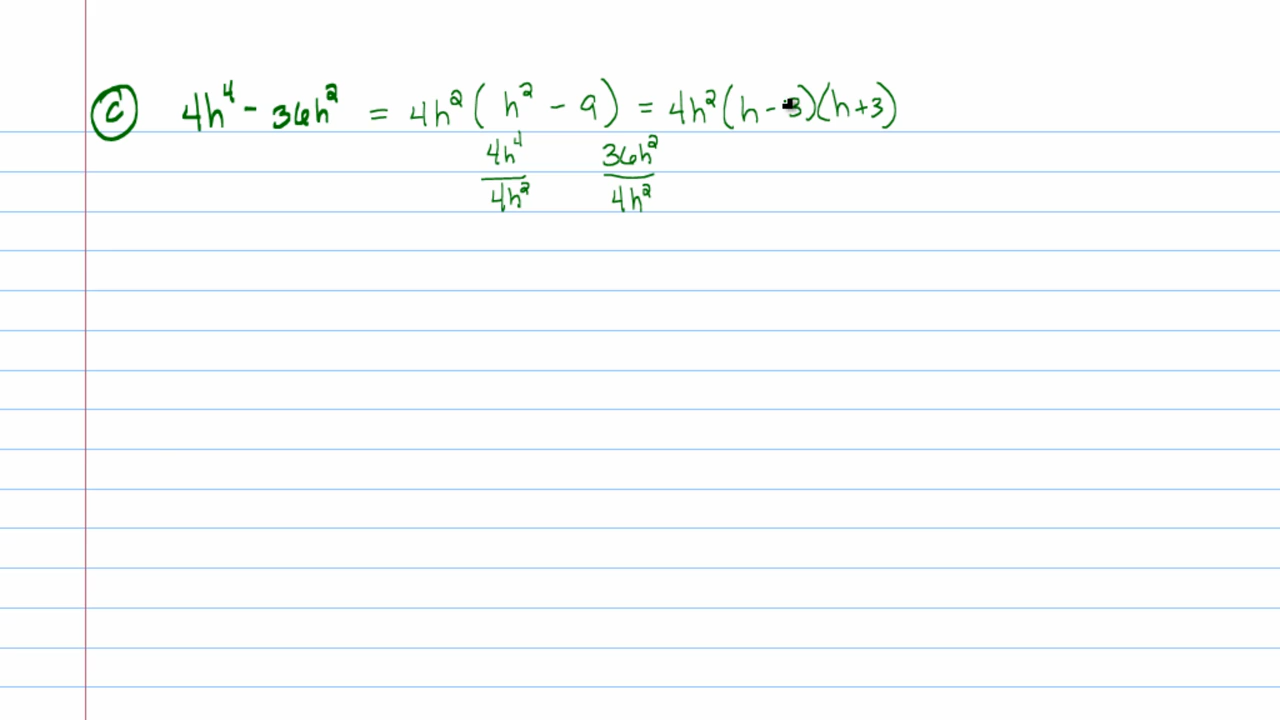 ⓒ 4h⁴ - 36h² = 4h² ( h² - 9 ) = 4h² (h - 3)(h + 3)
4h⁴ 36h²
4h² 4h²